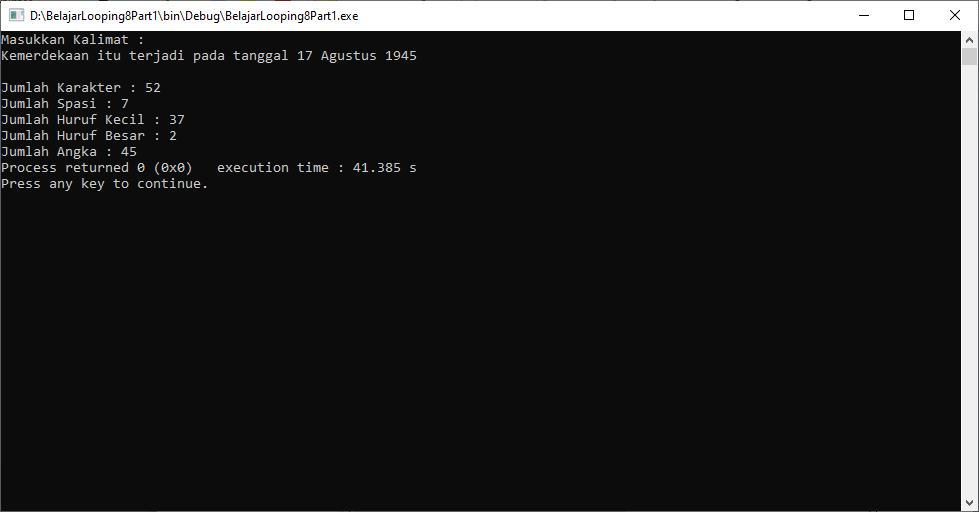 D:\BelajarLooping8Part1\bin\Debug\BelajarLooping8Part1.exe
Masukkan Kalimat :
Kemerdekaan itu terjadi pada tanggal 17 Agustus 1945
Jumlah Karakter : 52
Jumlah Spasi : 7
Jumlah Huruf Kecil : 37
Jumlah Huruf Besar : 2
Jumlah Angka : 45
Process returned 0 (0x0)   execution time : 41.385 s
Press any key to continue.